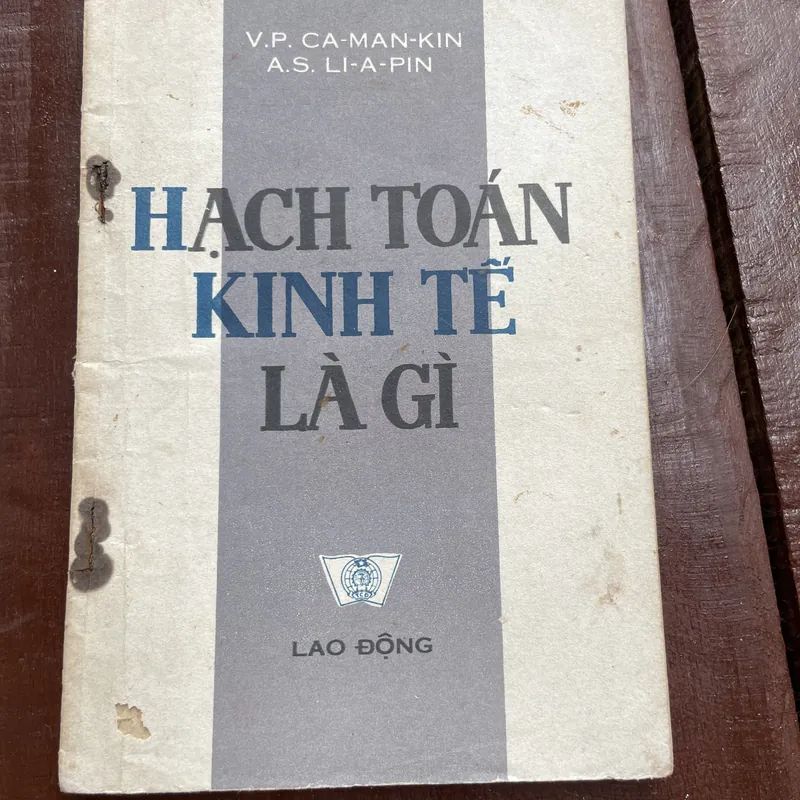 V.P. CA-MAN-KIN
A.S. LI-A-PIN
HẠCH TOÁN
KINH TẾ
LÀ GÌ
LAO ĐỘNG